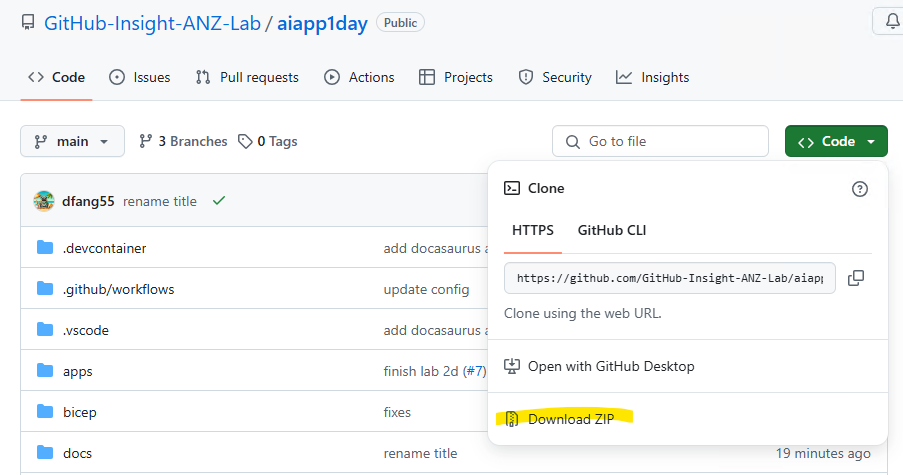 GitHub-Insight-ANZ-Lab / aiapp1day Public
Code Issues Pull requests Actions Projects Security Insights
main 3 Branches 0 Tags Go to file Code
dfang55 rename title
.devcontainer add docasaurus a
.github/workflows update config
.vscode add docasaurus a
apps finish lab 2d (#7)
bicep fixes
docs rename title 19 minutes ago
Clone
HTTPS GitHub CLI
https://github.com/GitHub-Insight-ANZ-Lab/aiapp
Clone using the web URL.
Open with GitHub Desktop
Download ZIP